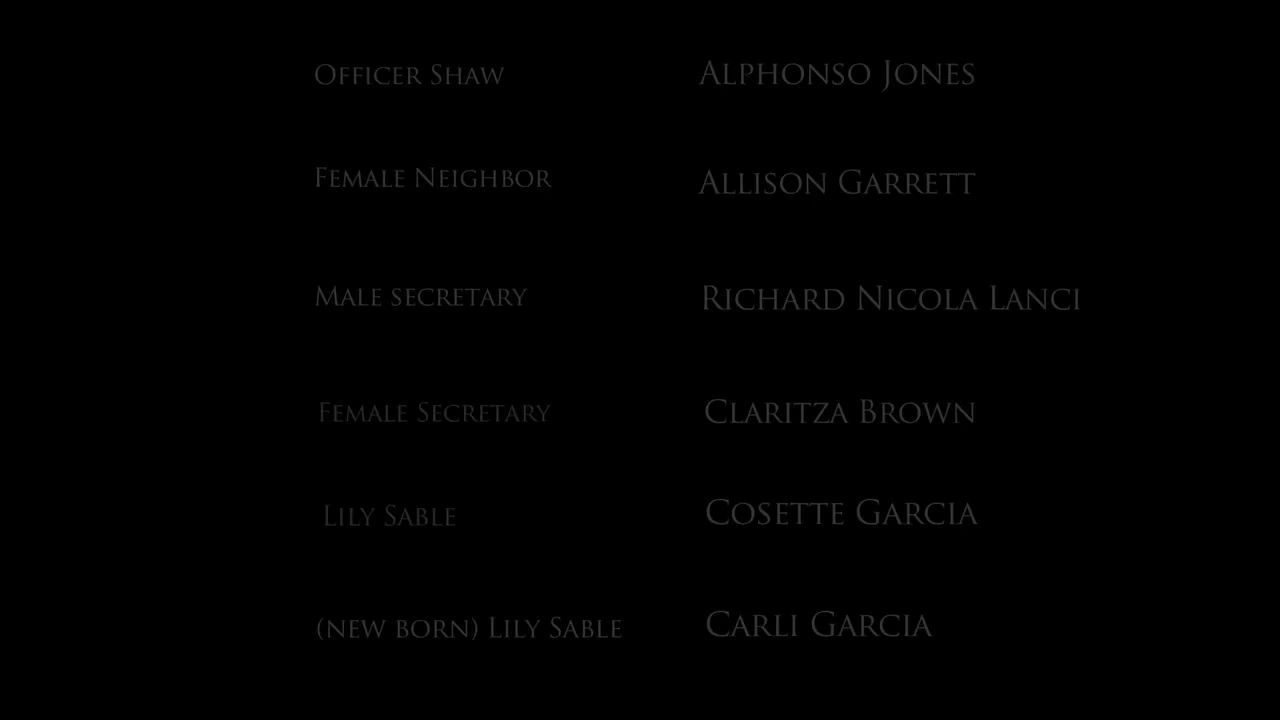 Officer Shaw Alphonso Jones
Female Neighbor Allison Garrett
Male secretary Richard Nicola Lanci
Female Secretary Claritza Brown
Lily Sable Cosette Garcia
(new born) Lily Sable Carli Garcia